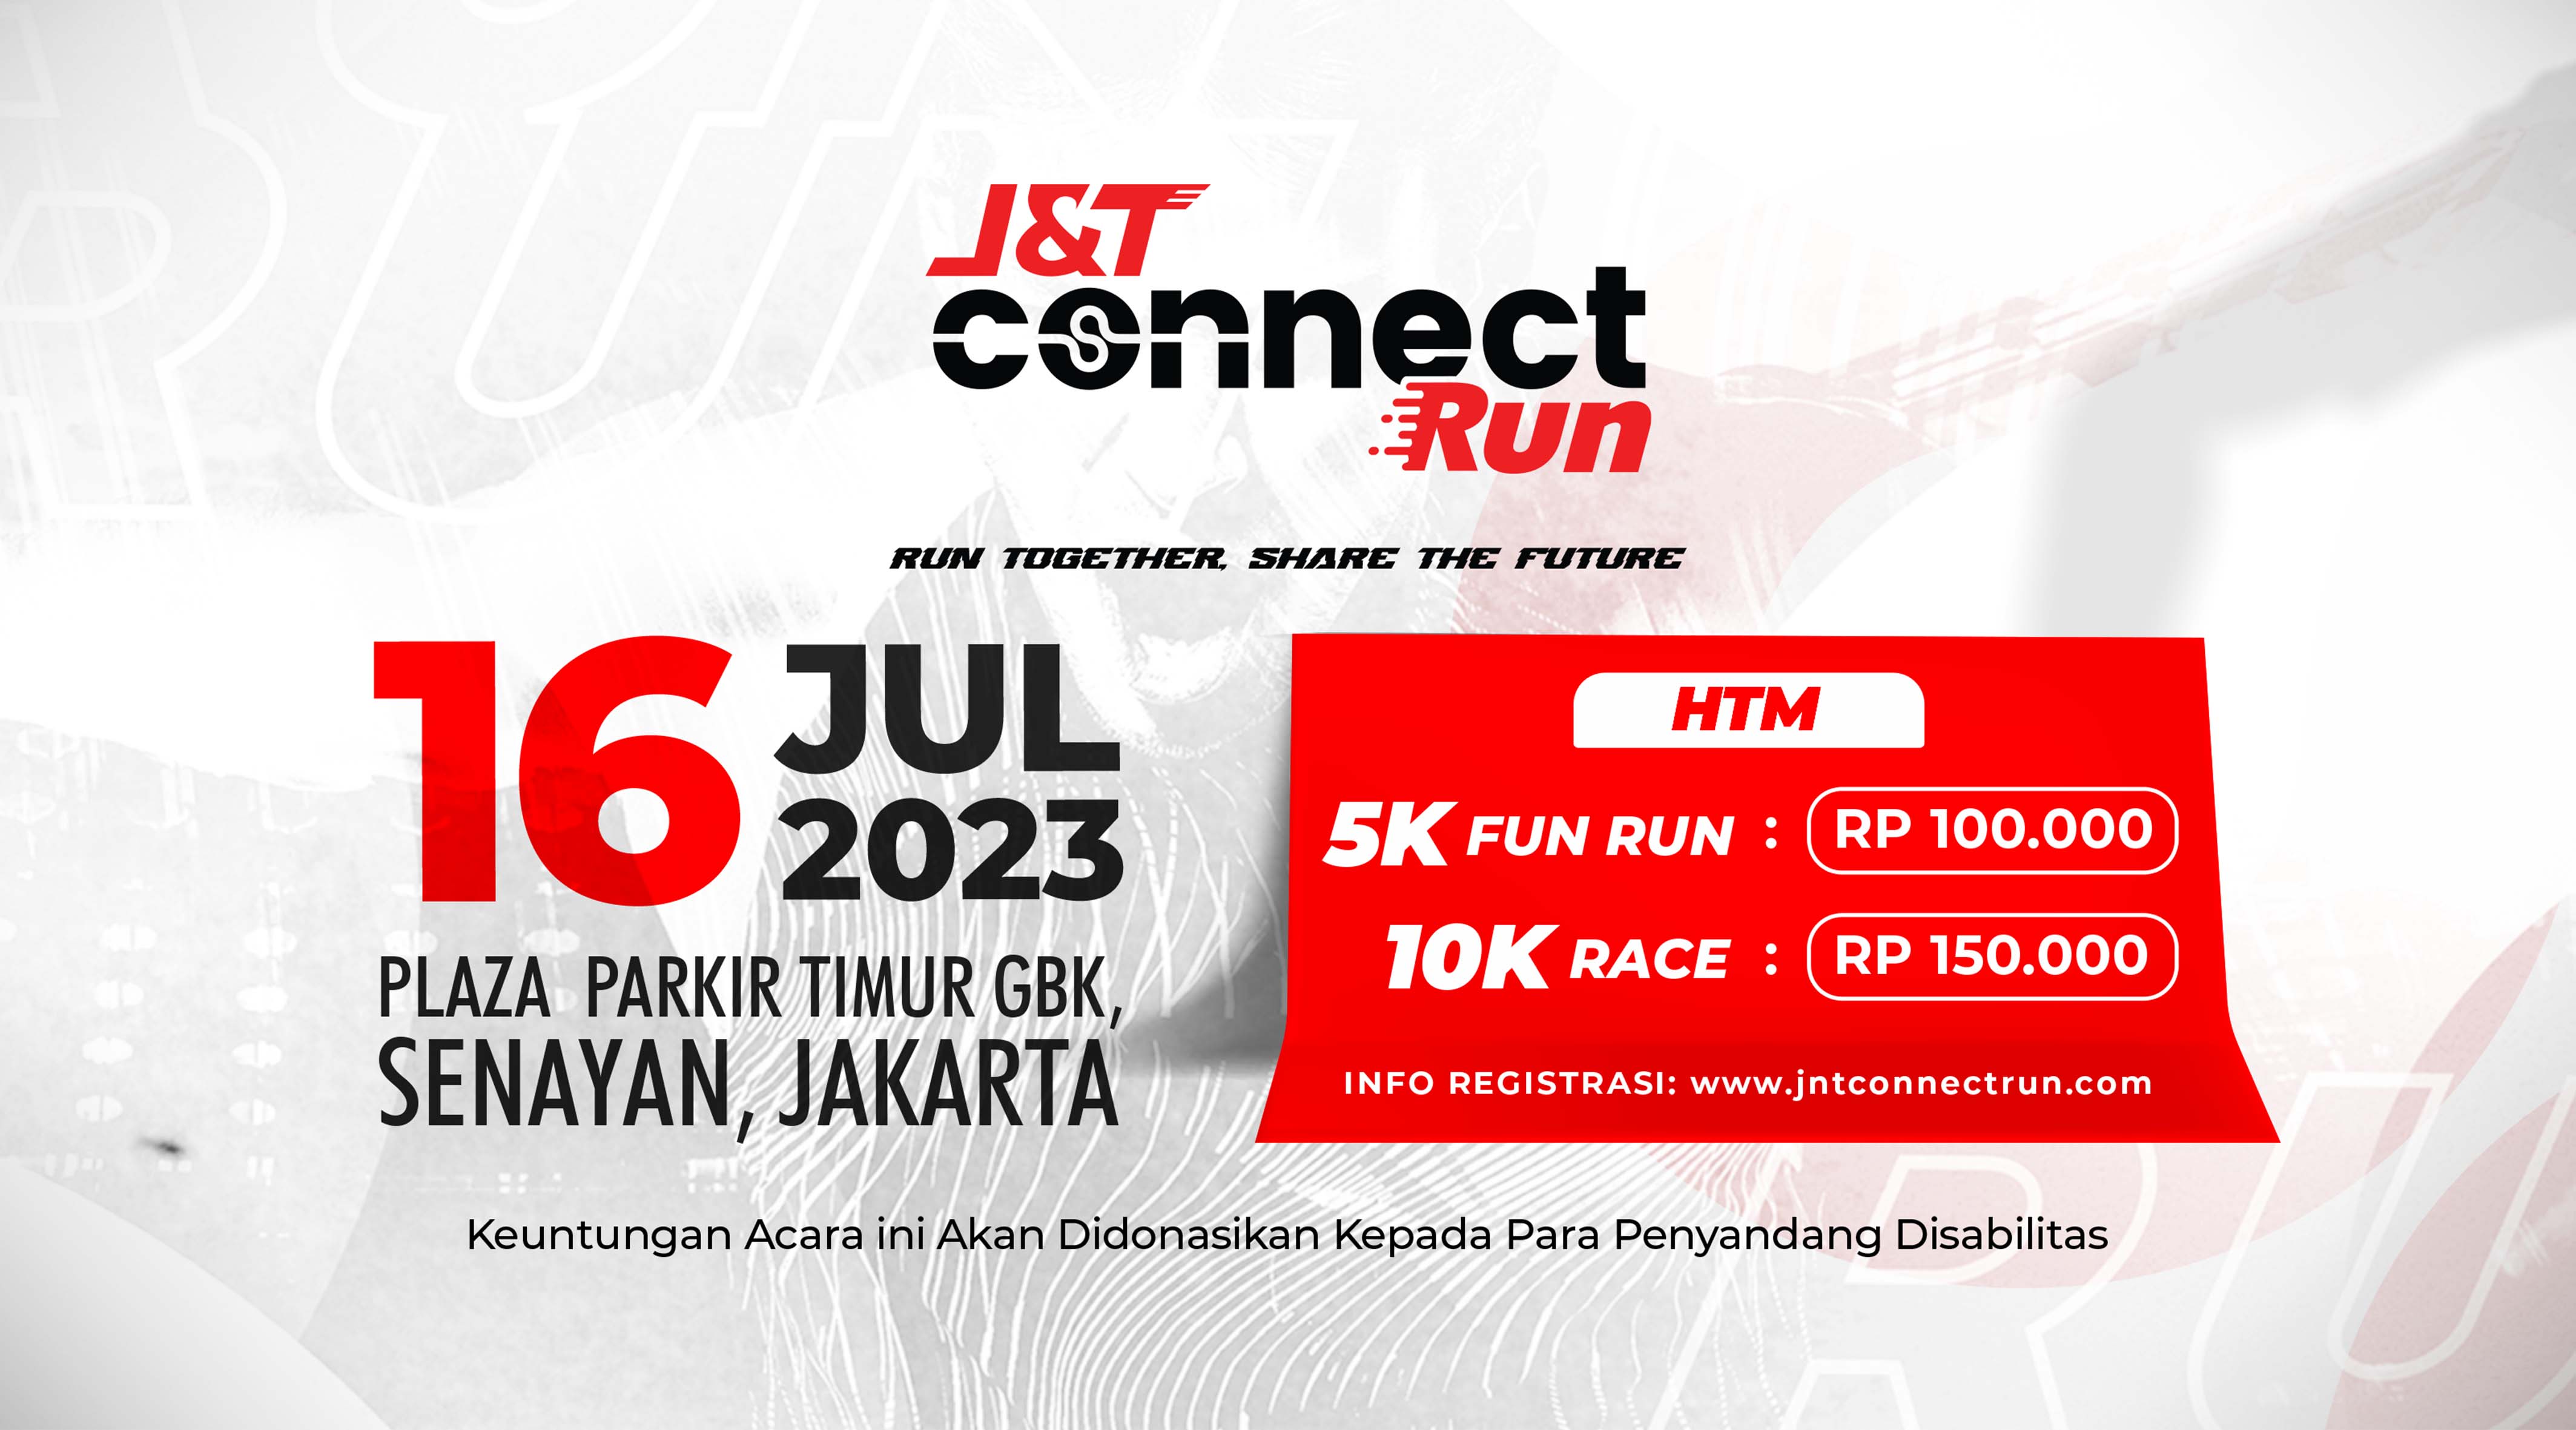 J&T
connect
Run
RUN TOGETHER, SHARE THE FUTURE
16 JUL
2023
PLAZA PARKIR TIMUR GBK,
SENAYAN, JAKARTA
HTM
5K FUN RUN : RP 100.000
10K RACE : RP 150.000
INFO REGISTRASI: www.jntconnectrun.com
Keuntungan Acara ini Akan Didonasikan Kepada Para Penyandang Disabilitas